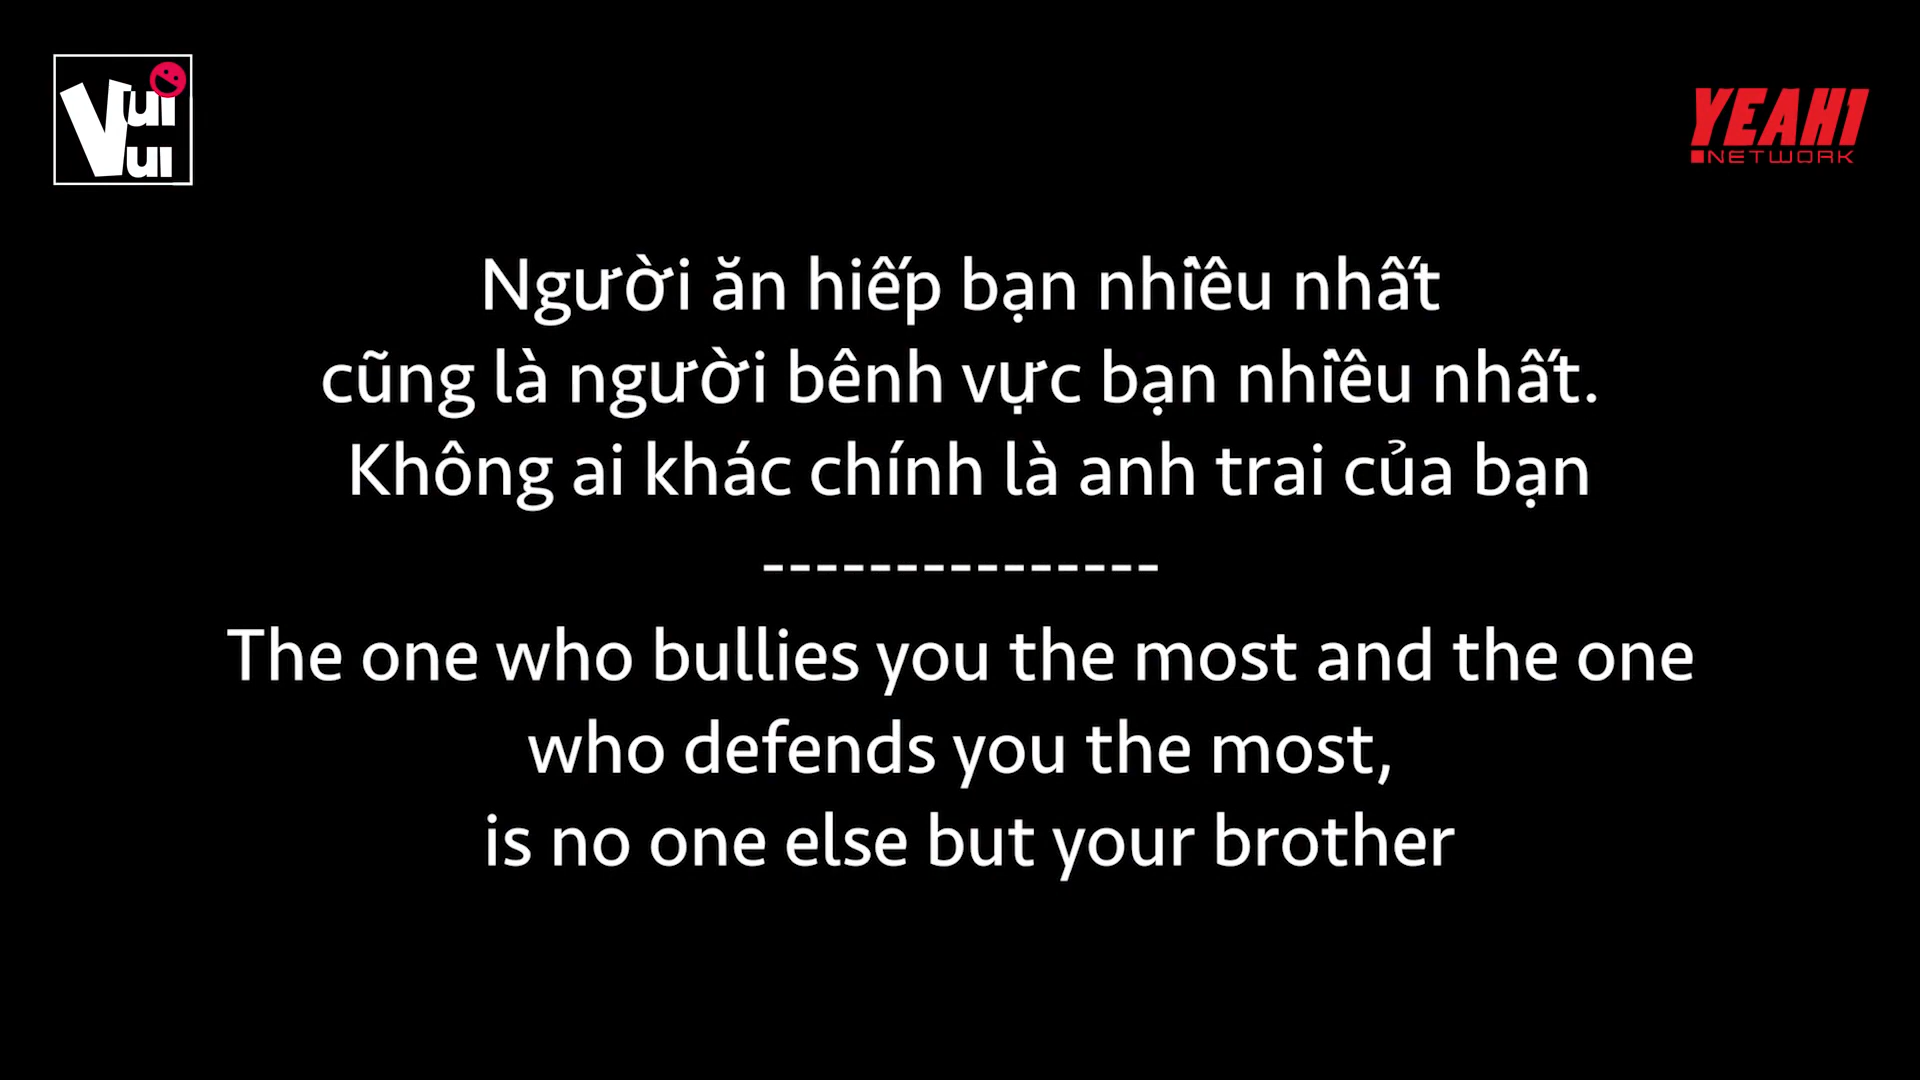 Vui
Vui
YEAH1
NETWORK
Người ăn hiếp bạn nhiều nhất
cũng là người bênh vực bạn nhiều nhất.
Không ai khác chính là anh trai của bạn
---------------
The one who bullies you the most and the one
who defends you the most,
is no one else but your brother